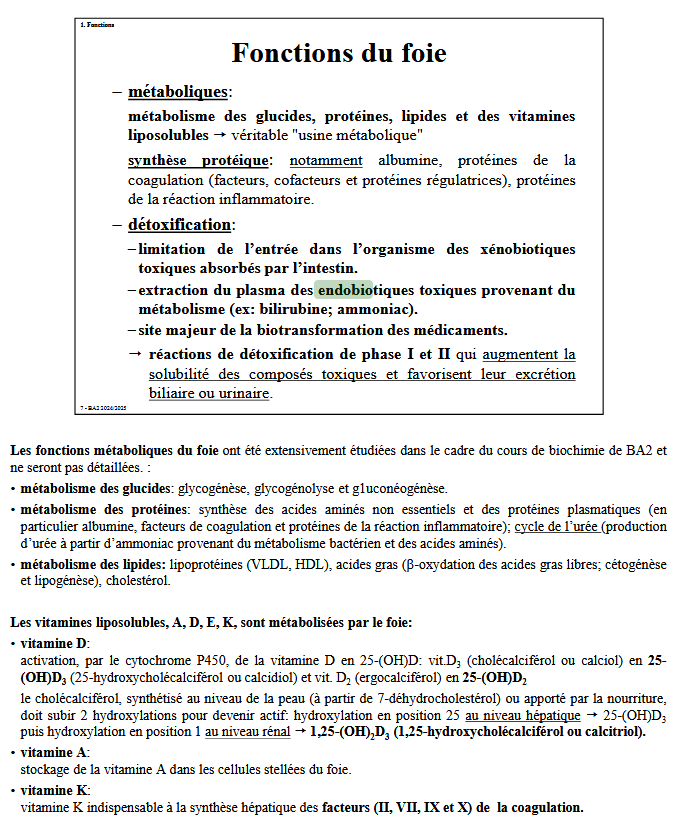 1. Fonctions
Fonctions du foie
– métaboliques:
métabolisme des glucides, protéines, lipides et des vitamines
liposolubles → véritable "usine métabolique"
synthèse protéique: notamment albumine, protéines de la
coagulation (facteurs, cofacteurs et protéines régulatrices), protéines
de la réaction inflammatoire.
– détoxification:
–limitation de l’entrée dans l’organisme des xénobiotiques
toxiques absorbés par l’intestin.
–extraction du plasma des endobiotiques toxiques provenant du
métabolisme (ex: bilirubine; ammoniac).
–site majeur de la biotransformation des médicaments.
→ réactions de détoxification de phase I et II qui augmentent la
solubilité des composés toxiques et favorisent leur excrétion
biliaire ou urinaire.
7 - BA2 2024/2025
Les fonctions métaboliques du foie ont été extensivement étudiées dans le cadre du cours de biochimie de BA2 et
ne seront pas détaillées. :
• métabolisme des glucides: glycogénèse, glycogénolyse et g1uconéogénèse.
• métabolisme des protéines: synthèse des acides aminés non essentiels et des protéines plasmatiques (en
particulier albumine, facteurs de coagulation et protéines de la réaction inflammatoire); cycle de l’urée (production
d’urée à partir d’ammoniac provenant du métabolisme bactérien et des acides aminés).
• métabolisme des lipides: lipoprotéines (VLDL, HDL), acides gras (β-oxydation des acides gras libres; cétogénèse
et lipogénèse), cholestérol.
Les vitamines liposolubles, A, D, E, K, sont métabolisées par le foie:
• vitamine D:
activation, par le cytochrome P450, de la vitamine D en 25-(OH)D: vit.D₃ (cholécalciférol ou calciol) en 25-
(OH)D₃ (25-hydroxycholécalciférol ou calcidiol) et vit. D₂ (ergocalciférol) en 25-(OH)D₂
le cholécalciférol, synthétisé au niveau de la peau (à partir de 7-déhydrocholestérol) ou apporté par la nourriture,
doit subir 2 hydroxylations pour devenir actif: hydroxylation en position 25 au niveau hépatique → 25-(OH)D₃
puis hydroxylation en position 1 au niveau rénal → 1,25-(OH)₂D₃ (1,25-hydroxycholécalciférol ou calcitriol).
• vitamine A:
stockage de la vitamine A dans les cellules stellées du foie.
• vitamine K:
vitamine K indispensable à la synthèse hépatique des facteurs (II, VII, IX et X) de la coagulation.